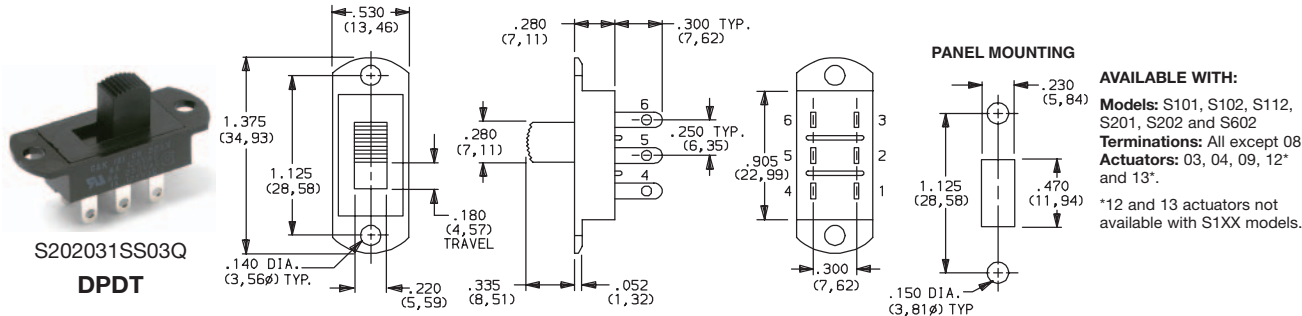 S202031SS03Q
DPDT
.530
(13,46)
1.375
(34,93)
1.125
(28,58)
.180
(4,57)
TRAVEL
.140 DIA.
(3,56ø) TYP.
.220
(5,59)
.280
(7,11)
.300 TYP.
(7,62)
.280
(7,11)
6
5
4
.250 TYP.
(6,35)
.335
(8,51)
.052
(1,32)
.905
(22,99)
6
3
5
2
4
1
.300
(7,62)
PANEL MOUNTING
.230
(5,84)
1.125
(28,58)
.470
(11,94)
.150 DIA.
(3,81ø) TYP
AVAILABLE WITH:
Models: S101, S102, S112,
S201, S202 and S602
Terminations: All except 08
Actuators: 03, 04, 09, 12*
and 13*.
*12 and 13 actuators not
available with S1XX models.